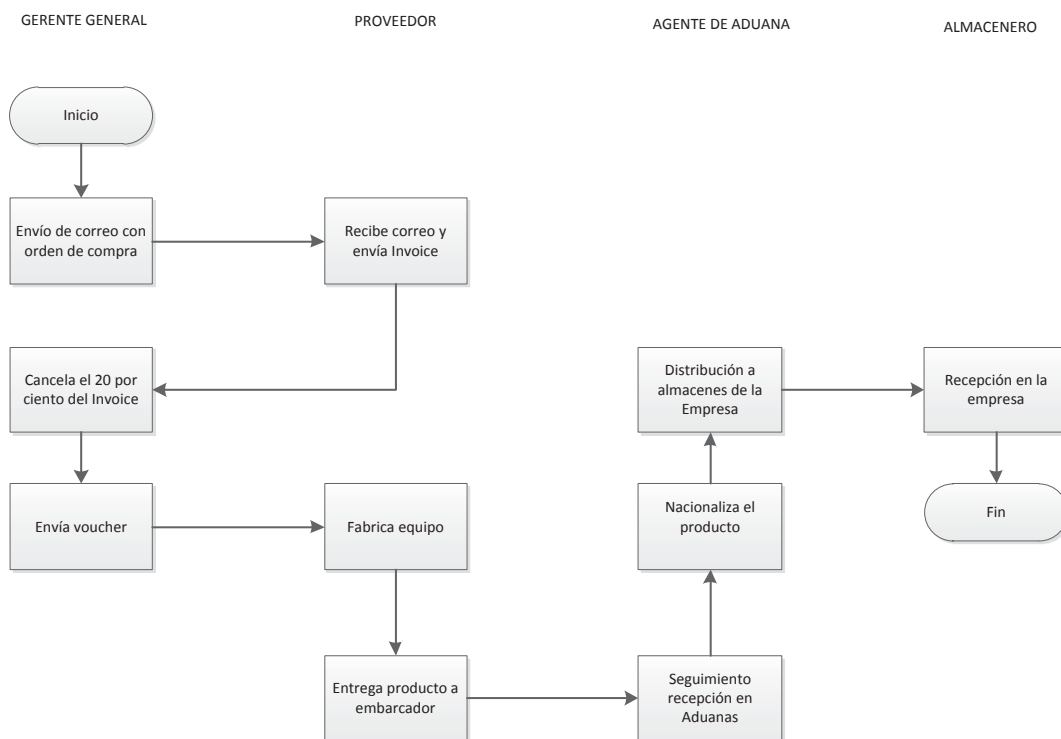 GERENTE GENERAL
PROVEEDOR
AGENTE DE ADUANA
ALMACENERO
Inicio
Envío de correo con
orden de compra
Recibe correo y
envía Invoice
Cancela el 20 por
ciento del Invoice
Distribución a
almacenes de la
Empresa
Recepción en la
empresa
Envía voucher
Fabrica equipo
Nacionaliza el
producto
Fin
Entrega producto a
embarcador
Seguimiento
recepción en
Aduanas